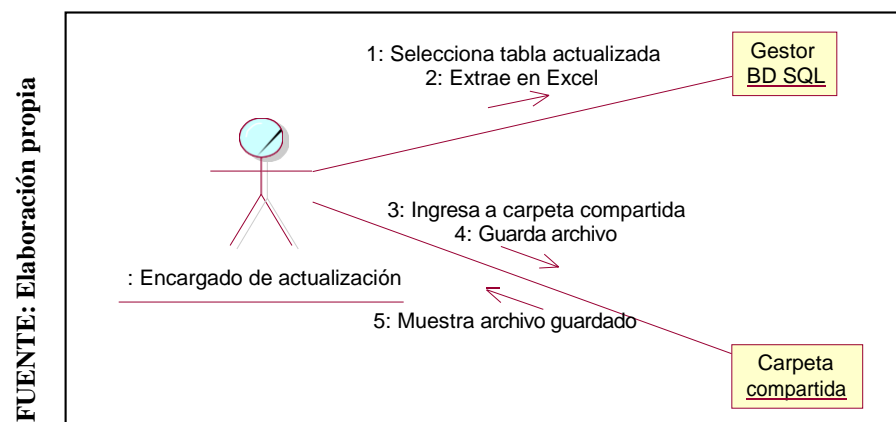 FUENTE: Elaboración propia
1: Selecciona tabla actualizada
2: Extrae en Excel
Gestor
BD SQL
: Encargado de actualización
3: Ingresa a carpeta compartida
4: Guarda archivo
5: Muestra archivo guardado
Carpeta
compartida